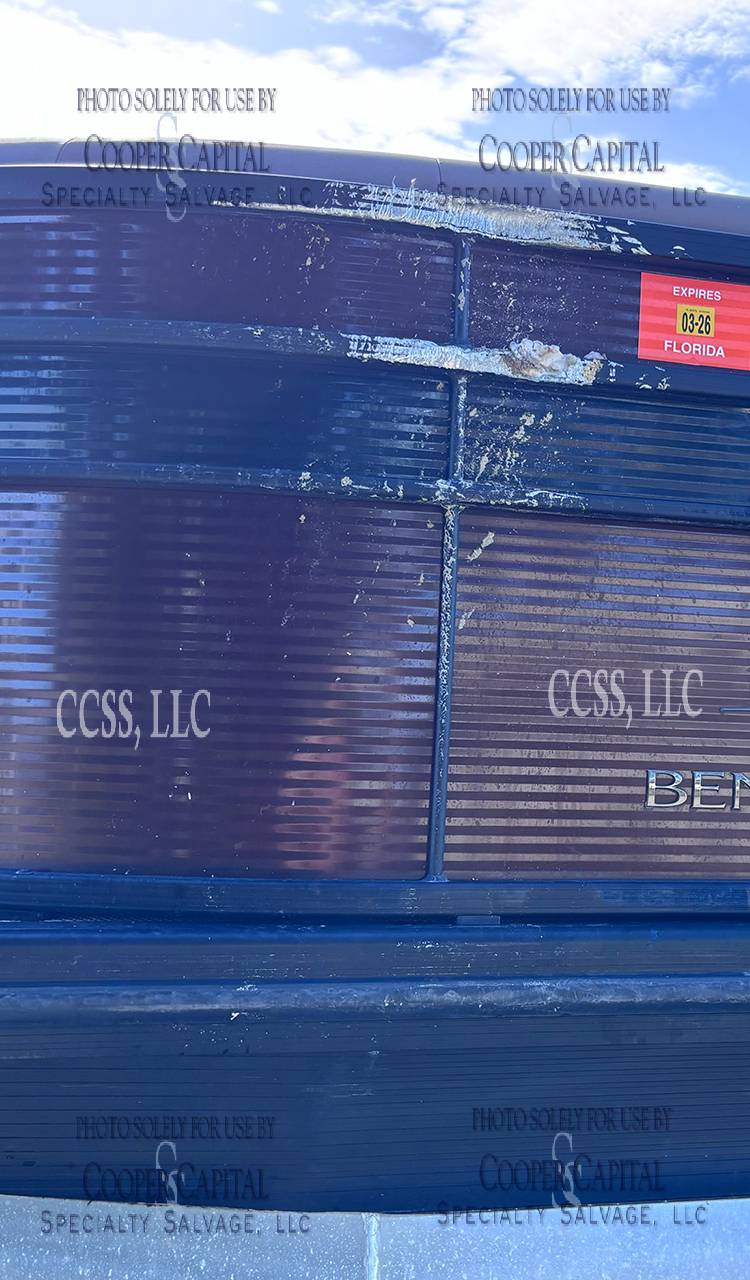 PHOTO SOLELY FOR USE BY
COOPER CAPITAL
SPECIALTY SALVAGE, LLC
PHOTO SOLELY FOR USE BY
COOPER CAPITAL
SPECIALTY SALVAGE, LLC
EXPIRES
03-26
FLORIDA
CCSS, LLC
CCSS, LLC
BEN
PHOTO SOLELY FOR USE BY
COOPER CAPITAL
SPECIALTY SALVAGE, LLC
PHOTO SOLELY FOR USE BY
COOPER CAPITAL
SPECIALTY SALVAGE, LLC